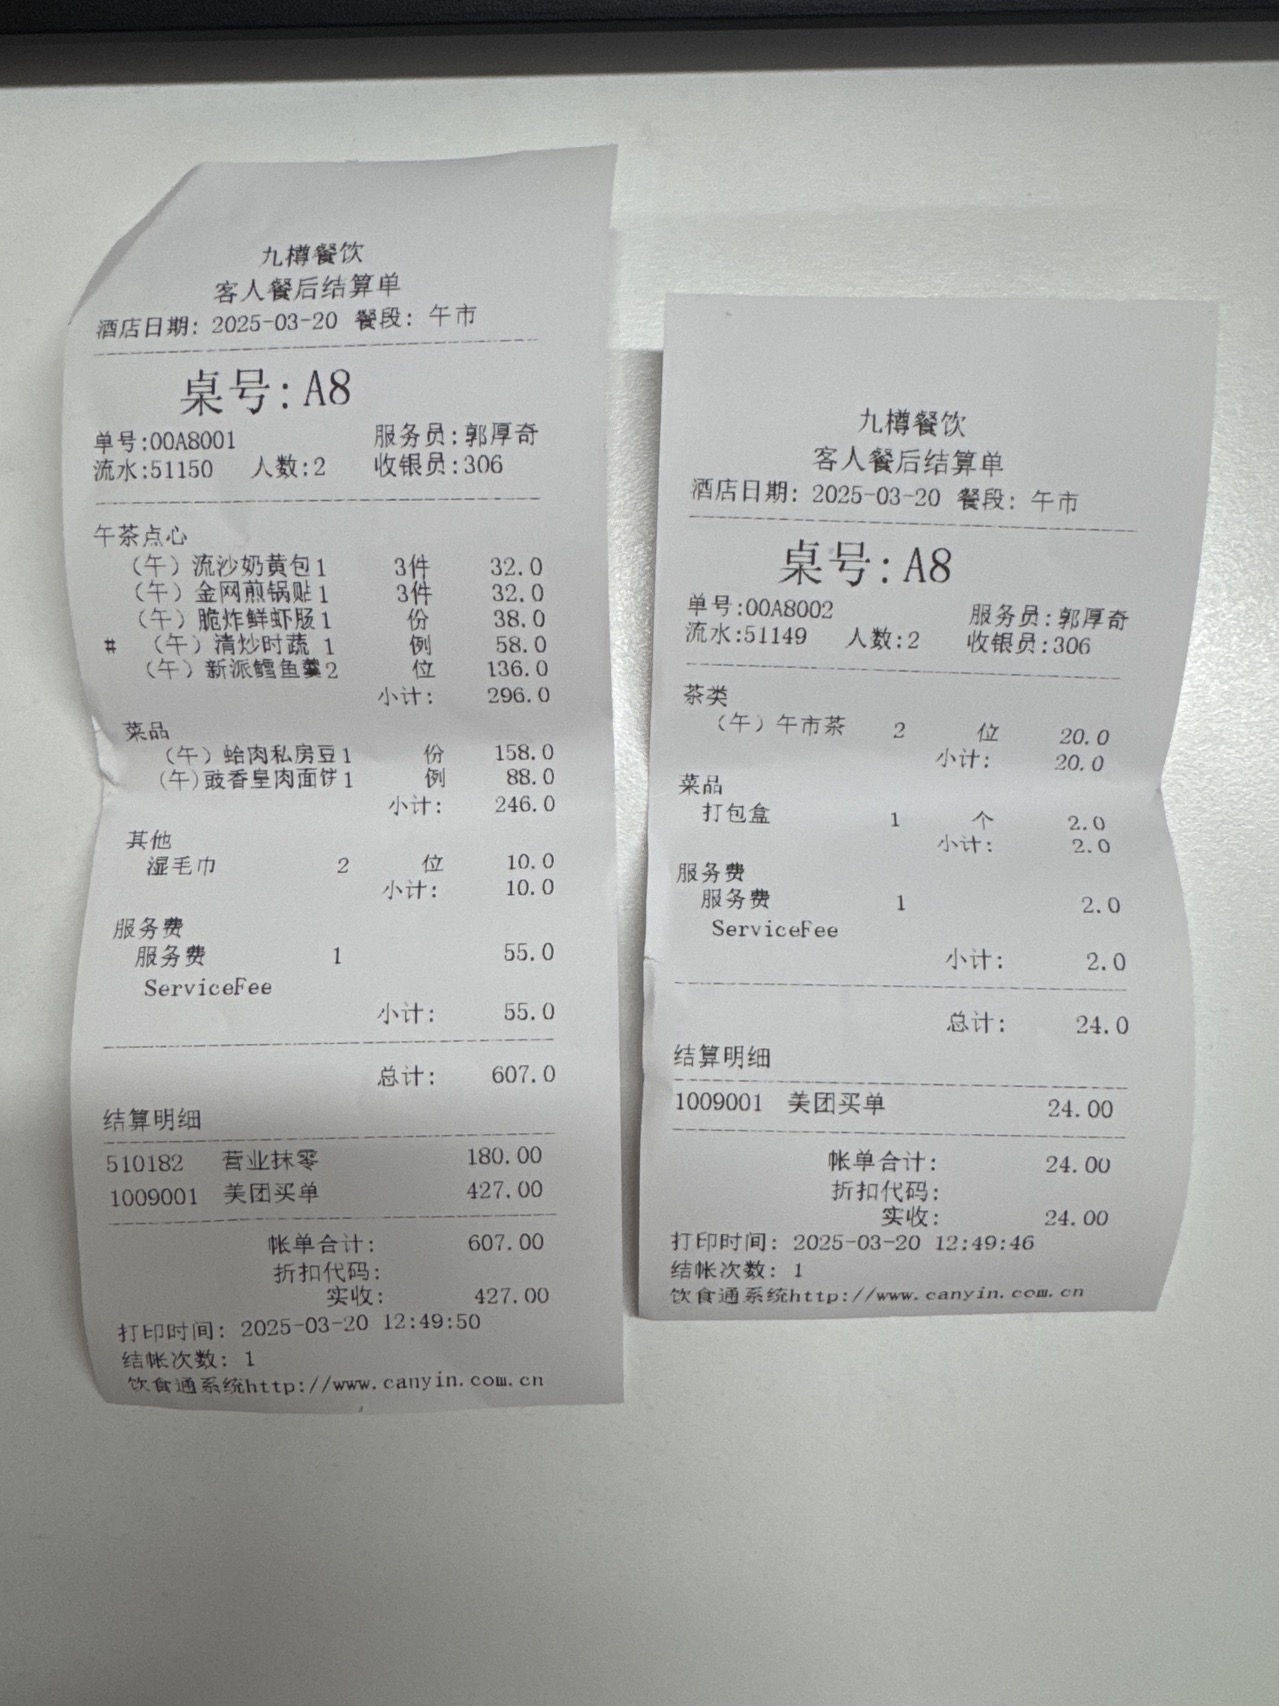 九樽餐饮
客人餐后结算单
酒店日期: 2025-03-20 餐段: 午市
桌号: A8
单号:00A8001 服务员:郭厚奇
流水:51150 人数:2 收银员:306
午茶点心
(午) 流沙奶黄包1 3件 32.0
(午) 金网煎锅贴1 3件 32.0
(午) 脆炸鲜虾肠1 份 38.0
# (午) 清炒时蔬 1 例 58.0
(午) 新派鳕鱼羹2 位 136.0
小计: 296.0
菜品
(午) 蛤肉私房豆1 份 158.0
(午)豉香皇肉面饼1 例 88.0
小计: 246.0
其他
湿毛巾 2 位 10.0
小计: 10.0
服务费
服务费 1 55.0
ServiceFee
小计: 55.0
总计: 607.0
结算明细
510182 营业抹零 180.00
1009001 美团买单 427.00
帐单合计: 607.00
折扣代码:
实收: 427.00
打印时间: 2025-03-20 12:49:50
结帐次数: 1
饮食通系统http://www.canyin.com.cn
九樽餐饮
客人餐后结算单
酒店日期: 2025-03-20 餐段: 午市
桌号: A8
单号:00A8002 服务员:郭厚奇
流水:51149 人数:2 收银员:306
茶类
(午) 午市茶 2 位 20.0
小计: 20.0
菜品
打包盒 1 个 2.0
小计: 2.0
服务费
服务费 1 2.0
ServiceFee
小计: 2.0
总计: 24.0
结算明细
1009001 美团买单 24.00
帐单合计: 24.00
折扣代码:
实收: 24.00
打印时间: 2025-03-20 12:49:46
结帐次数: 1
饮食通系统http://www.canyin.com.cn